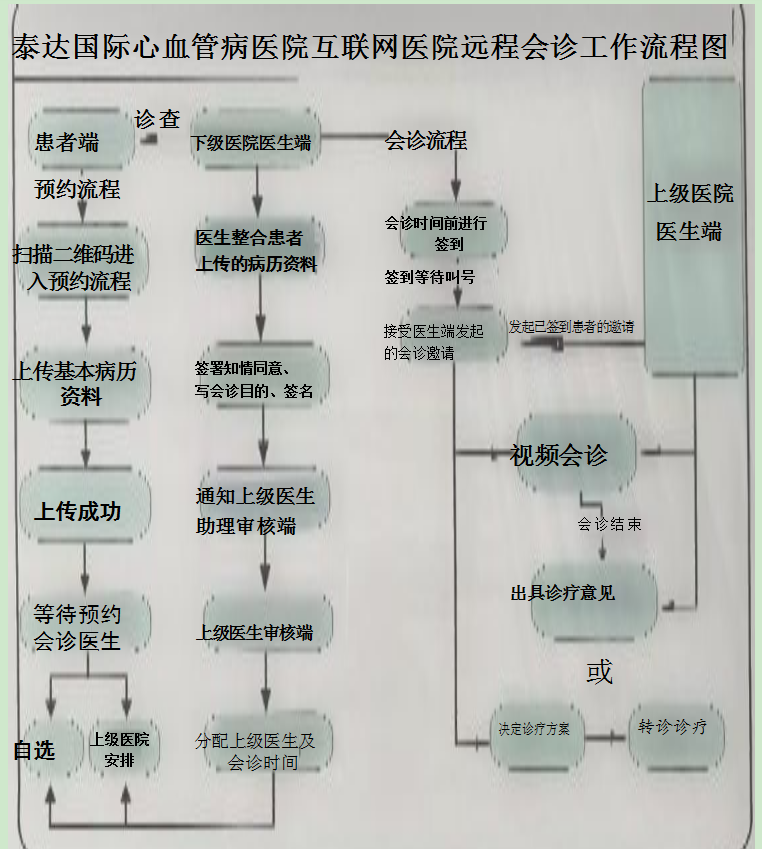 泰达国际心血管病医院互联网医院远程会诊工作流程图
患者端
诊查
下级医院医生端
会诊流程
上级医院
医生端
预约流程
扫描二维码进
入预约流程
上传基本病历
资料
上传成功
等待预约
会诊医生
自选
上级医院
安排
医生整合患者
上传的病历资料
签署知情同意、
写会诊目的、签名
通知上级医生
助理审核端
上级医生审核端
分配上级医生及
会诊时间
会诊时间前进行
签到
签到等待叫号
接受医生端发起
的会诊邀请
发起已签到患者的邀请
视频会诊
会诊结束
出具诊疗意见
或
决定诊疗方案
转诊诊疗